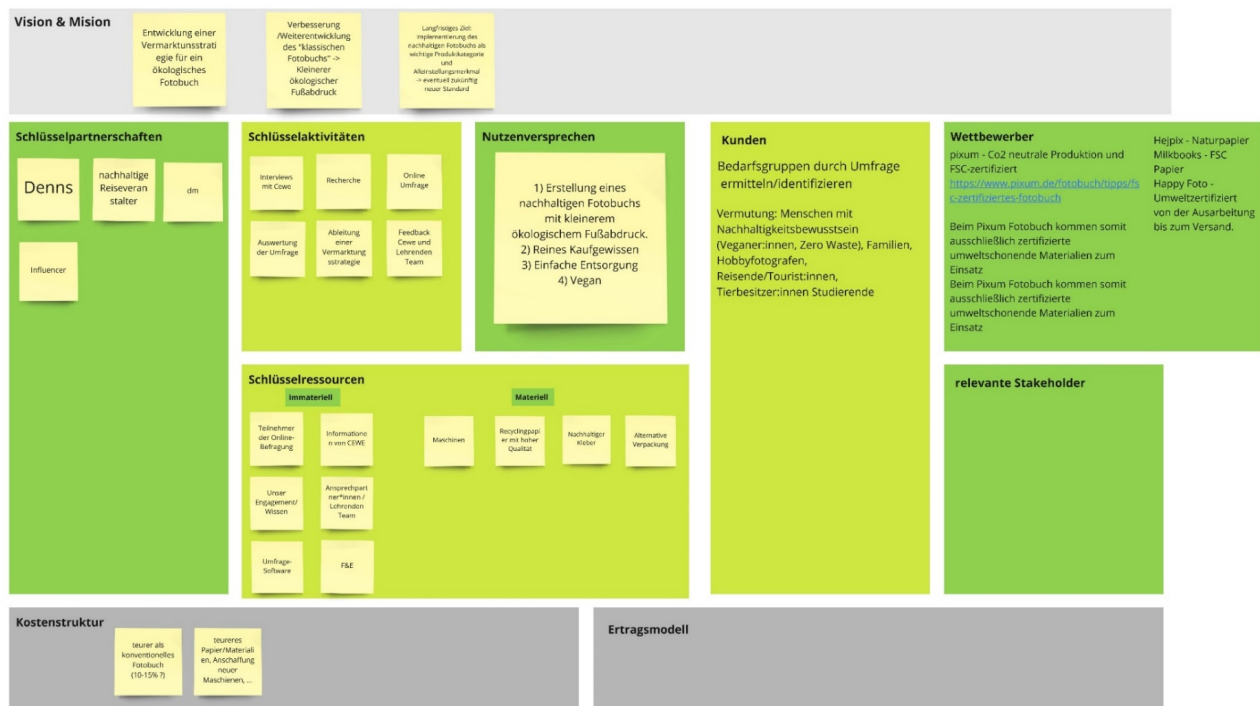 Vision & Mision
Entwicklung einer
Vermarktunsstrati
egie für ein
ökologisches
Fotobuch
Verbesserung
/Weiterentwicklung
des "klassischen
Fotobuchs" ->
Kleinerer
ökologischer
Fußabdruck
Langfristiges Ziel:
Implementierung des
nachhaltigen Fotobuchs als
wichtige Produktkategorie
und
Alleinstellungsmerkmal
-> eventuell zukünftig
neuer Standard
Schlüsselpartnerschaften
Denns
nachhaltige
Reiseveran
stalter
dm
Influencer
Schlüsselaktivitäten
Interviews
mit Cewe
Recherche
Online
Umfrage
Auswertung
der Umfrage
Ableitung
einer
Vermarktung
sstrategie
Feedback
Cewe und
Lehrenden
Team
Nutzenversprechen
1) Erstellung eines
nachhaltigen Fotobuchs
mit kleinerem
ökologischem Fußabdruck.
2) Reines Kaufgewissen
3) Einfache Entsorgung
4) Vegan
Schlüsselressourcen
Immateriell
Teilnehmer
der Online-
Befragung
Informatione
n von CEWE
Unser
Engagement/
Wissen
Ansprechpart
ner*innen /
Lehrenden
Team
Umfrage-
Software
F&E
Materiell
Maschinen
Recyclingpap
ier mit hoher
Qualität
Nachhaltiger
Kleber
Alternative
Verpackung
Kunden
Bedarfsgruppen durch Umfrage
ermitteln/identifizieren
Vermutung: Menschen mit
Nachhaltigkeitsbewusstsein
(Veganer:innen, Zero Waste), Familien,
Hobbyfotografen,
Reisende/Tourist:innen,
Tierbesitzer:innen Studierende
Wettbewerber
pixum - Co2 neutrale Produktion und
FSC-zertifiziert
https://www.pixum.de/fotobuch/tipps/fs
c-zertifiziertes-fotobuch
Beim Pixum Fotobuch kommen somit
ausschließlich zertifizierte
umweltschonende Materialien zum
Einsatz
Beim Pixum Fotobuch kommen somit
ausschließlich zertifizierte
umweltschonende Materialien zum
Einsatz
Hejpix - Naturpapier
Milkbooks - FSC
Papier
Happy Foto -
Umweltzertifiziert
von der Ausarbeitung
bis zum Versand.
relevante Stakeholder
Kostenstruktur
teurer als
konventionelles
Fotobuch
(10-15% ?)
teureres
Papier/Materiali
en, Anschaffung
neuer
Maschienen, ...
Ertragsmodell